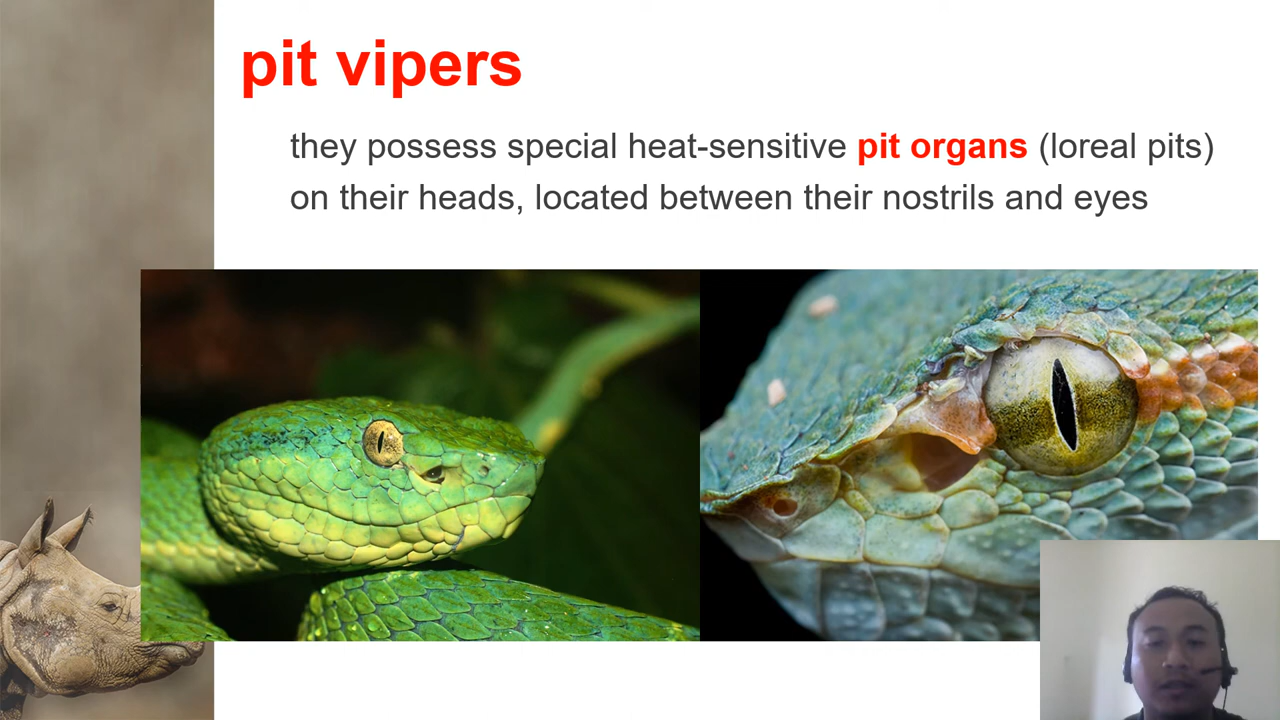 pit vipers
they possess special heat-sensitive pit organs (loreal pits)
on their heads, located between their nostrils and eyes